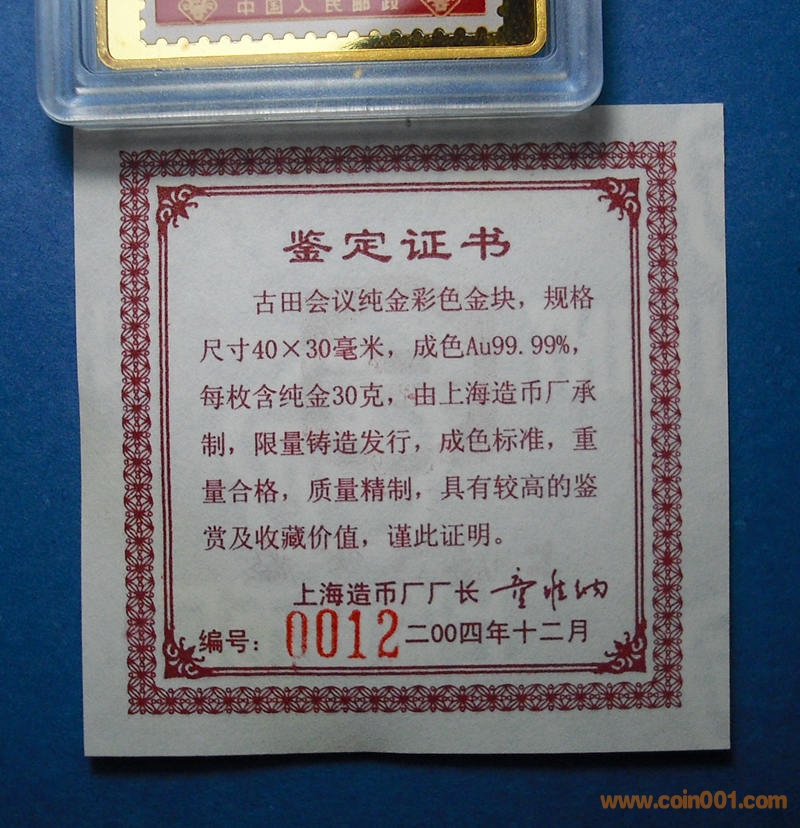 中国人民邮政
鉴定证书
古田会议纯金彩色金块，规格
尺寸40×30毫米，成色Au99.99%，
每枚含纯金30克，由上海造币厂承
制，限量铸造发行，成色标准，重
量合格，质量精制，具有较高的鉴
赏及收藏价值，谨此证明。
上海造币厂厂长
编号：0012 二〇〇四年十二月
www.coin001.com